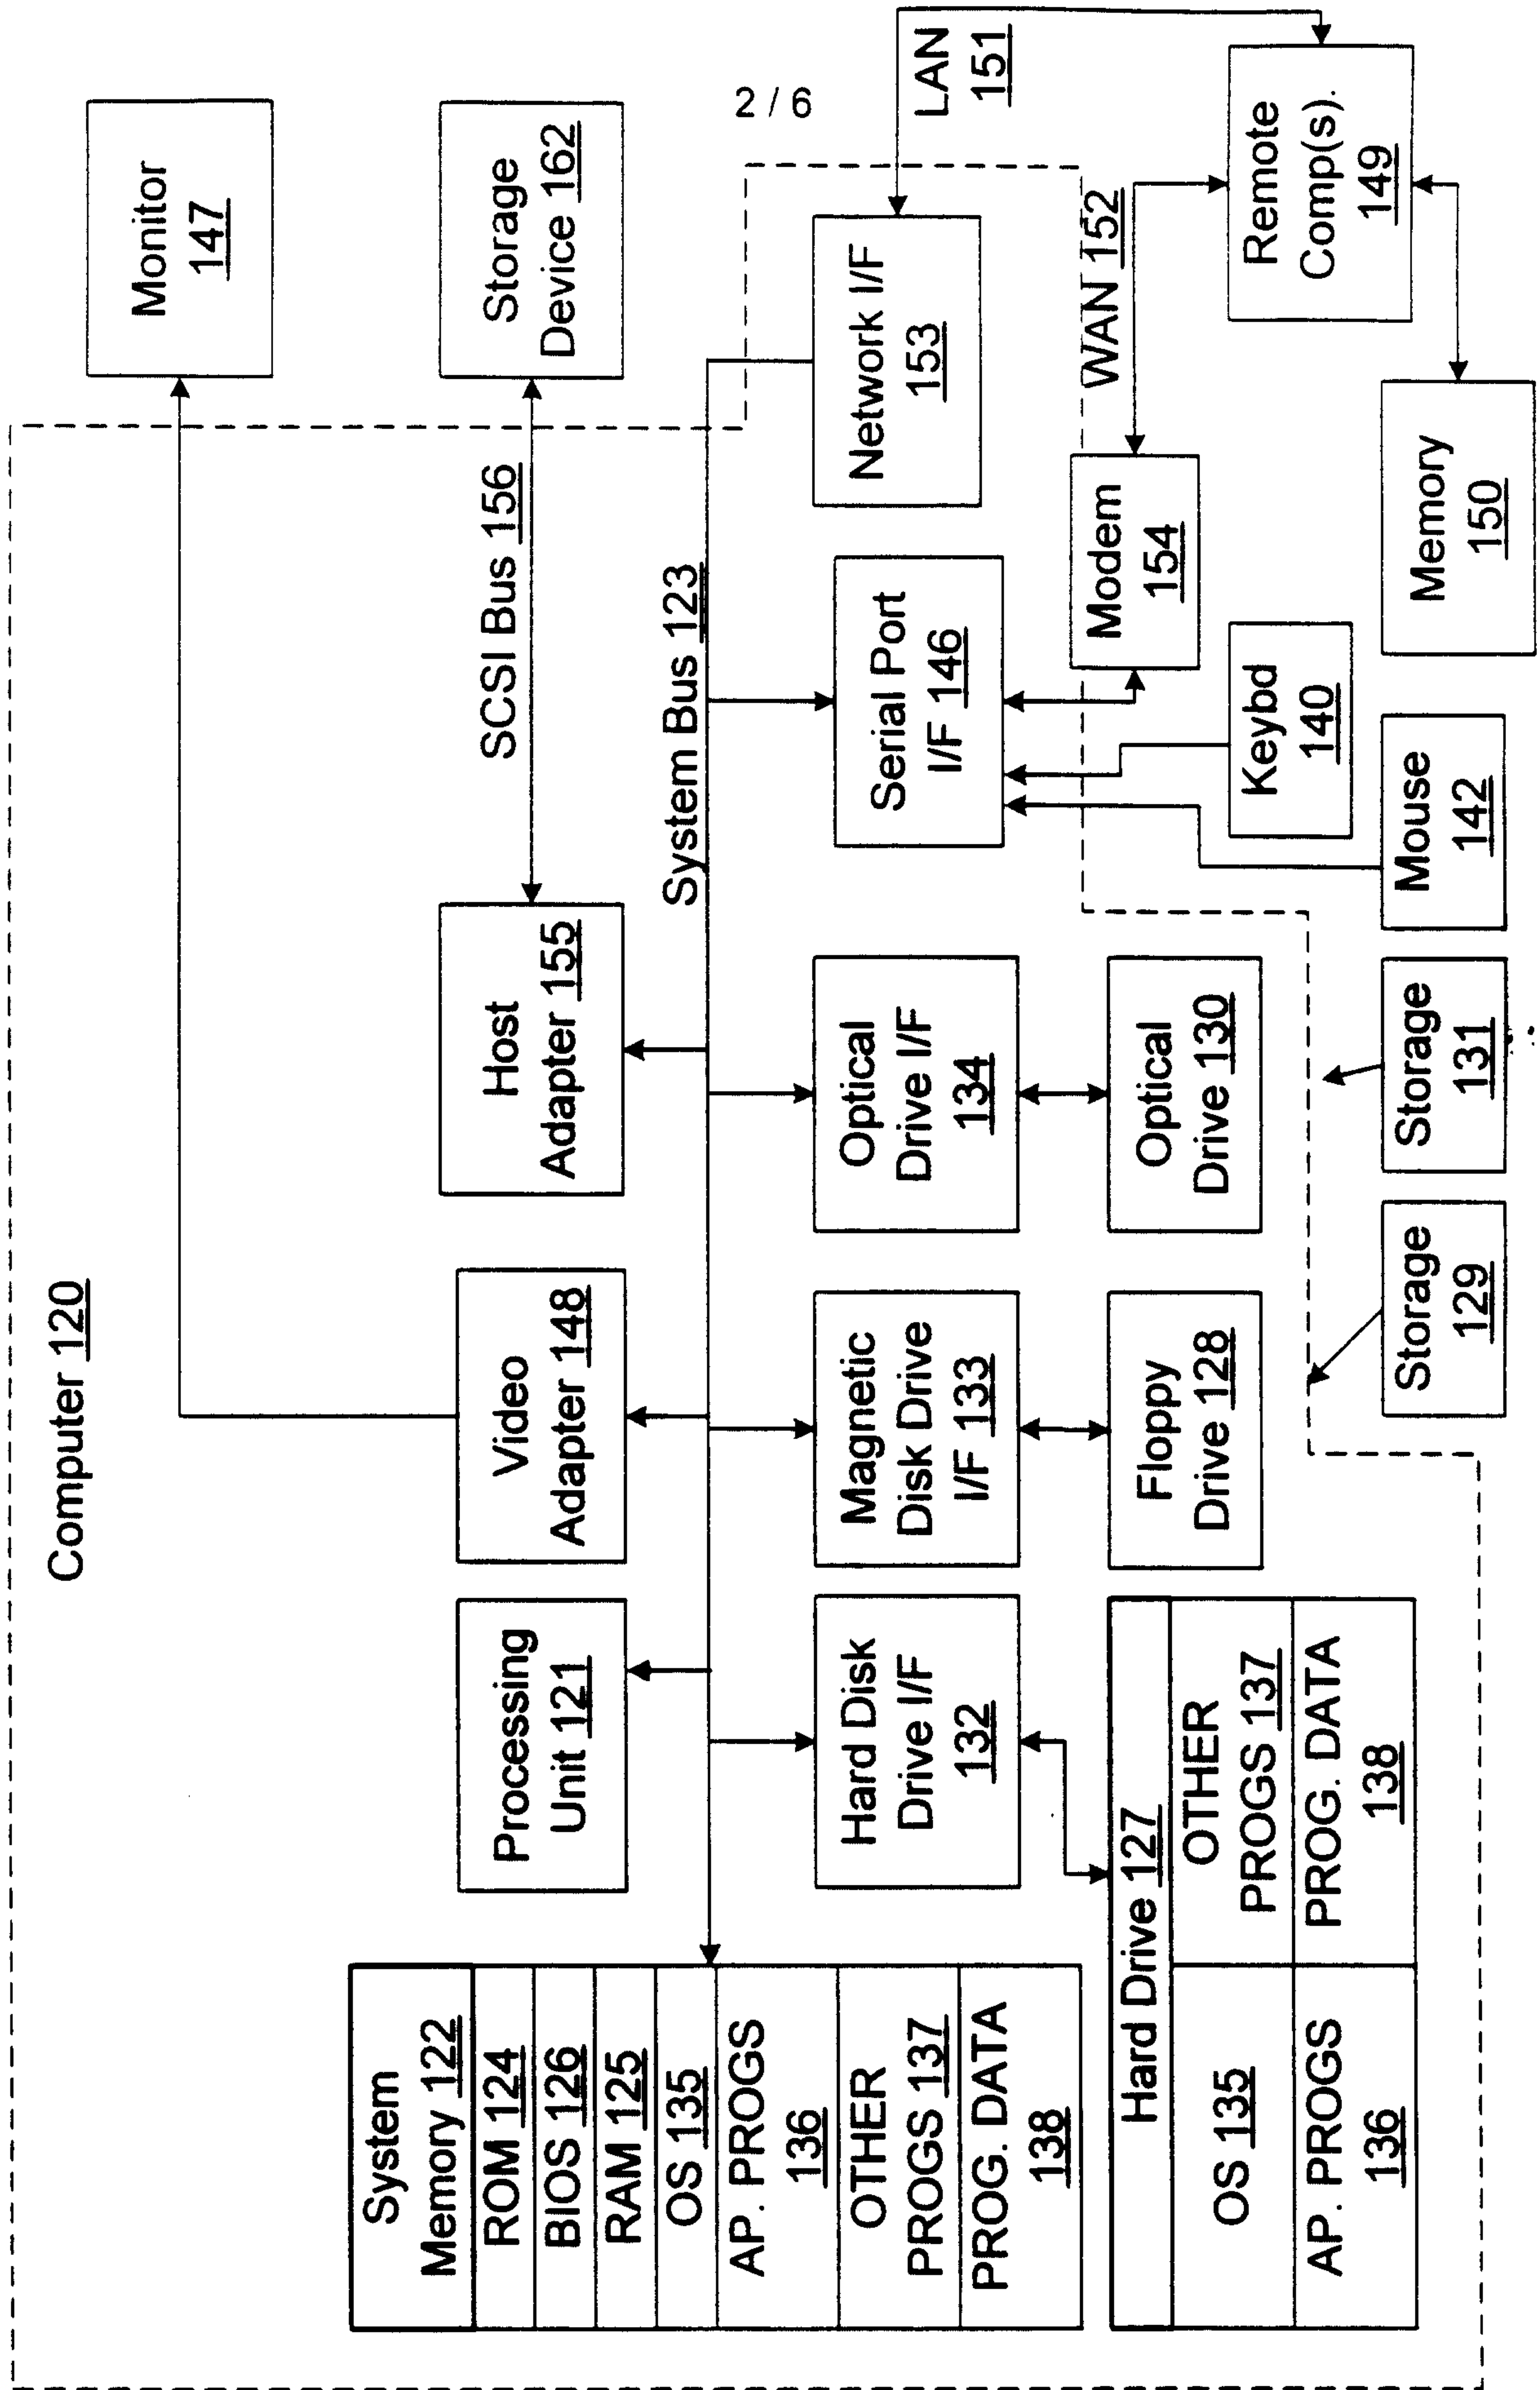 2 / 6
Computer 120
Monitor
147
System
Memory 122
ROM 124
BIOS 126
RAM 125
OS 135
AP. PROGS
136
OTHER
PROGS 137
PROG. DATA
138
Processing
Unit 121
Video
Adapter 148
Host
Adapter 155
SCSI Bus 156
Storage
Device 162
System Bus 123
Hard Disk
Drive I/F
132
Magnetic
Disk Drive
I/F 133
Optical
Drive I/F
134
Serial Port
I/F 146
Network I/F
153
LAN
151
Hard Drive 127
OS 135
OTHER
PROGS 137
AP. PROGS
136
PROG. DATA
138
Floppy
Drive 128
Optical
Drive 130
Modem
154
WAN 152
Keybd
140
Remote
Comp(s).
149
Storage
129
Storage
131
Mouse
142
Memory
150